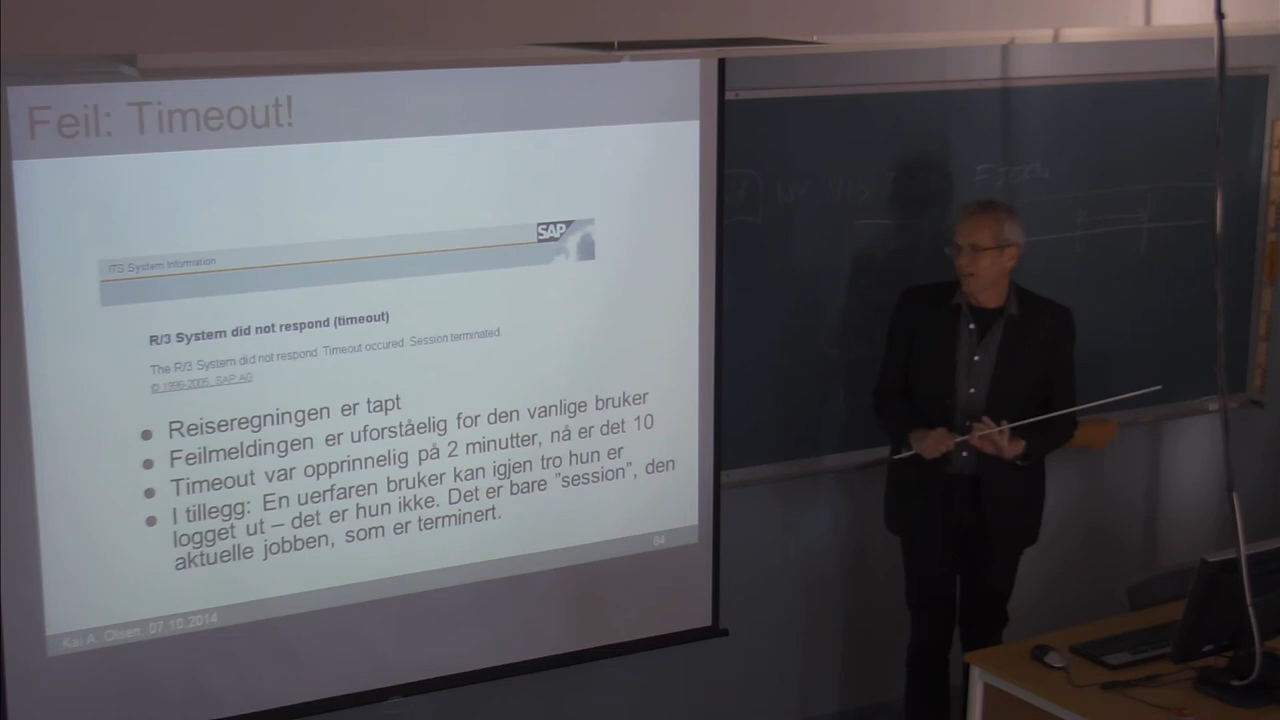 Feil: Timeout!
SAP
ITS System Information
R/3 System did not respond (timeout)
The R/3 System did not respond. Timeout occured. Session terminated.
© 1996-2005, SAP AG
Reiseregningen er tapt
Feilmeldingen er uforståelig for den vanlige bruker
Timeout var opprinnelig på 2 minutter, nå er det 10
I tillegg: En uerfaren bruker kan igjen tro hun er
logget ut – det er hun ikke. Det er bare "session", den
aktuelle jobben, som er terminert.
84
Kai A. Olsen, 07.10.2014